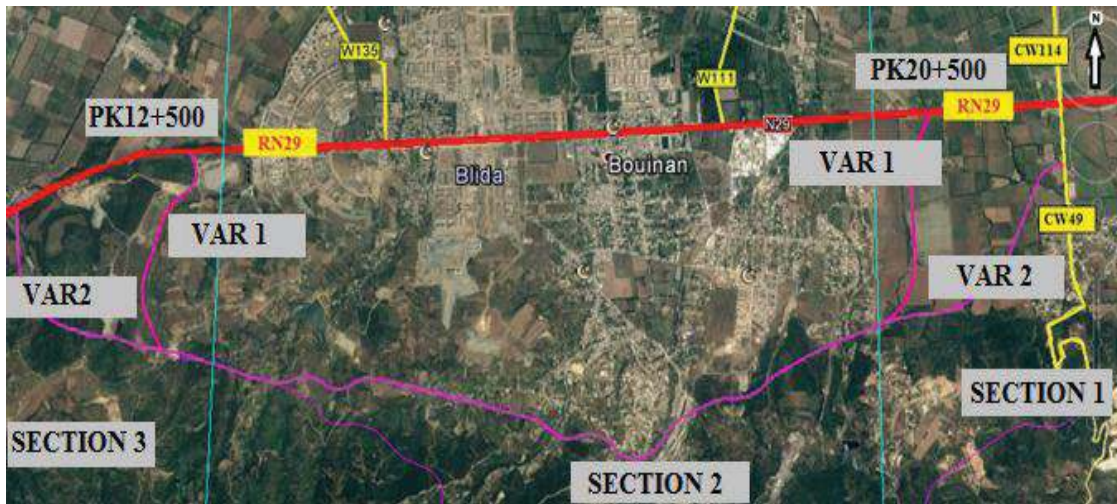 N
W135
CW114
W111
PK20+500
PK12+500
RN29
RN29
N29
Blida
Bouinan
VAR 1
VAR 1
CW49
VAR2
VAR 2
SECTION 1
SECTION 3
SECTION 2